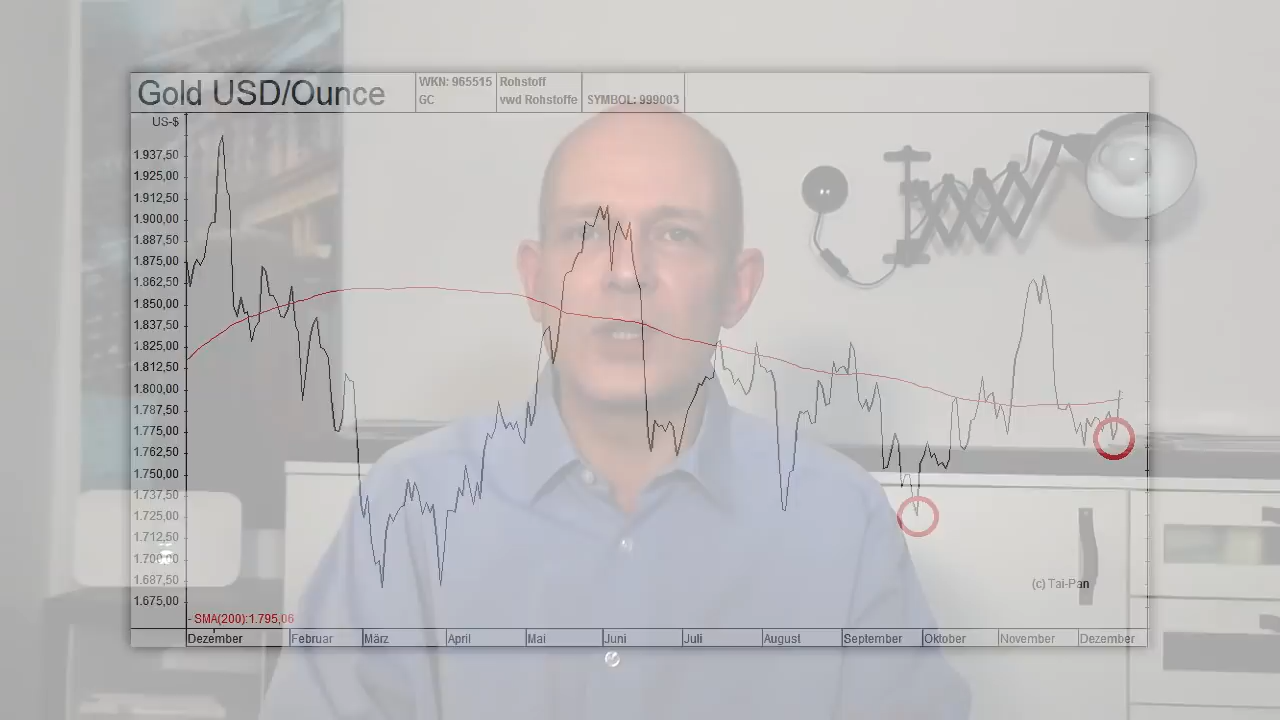 Gold USD/Ounce
WKN: 965515
GC
Rohstoff
vwd Rohstoffe
SYMBOL: 999003
US-$
1.937,50
1.925,00
1.912,50
1.900,00
1.887,50
1.875,00
1.862,50
1.850,00
1.837,50
1.825,00
1.812,50
1.800,00
1.787,50
1.775,00
1.762,50
1.750,00
1.737,50
1.725,00
1.712,50
1.700,00
1.687,50
1.675,00
(c) Tai-Pan
- SMA(200):1.795,06
Dezember Februar März April Mai Juni Juli August September Oktober November Dezember